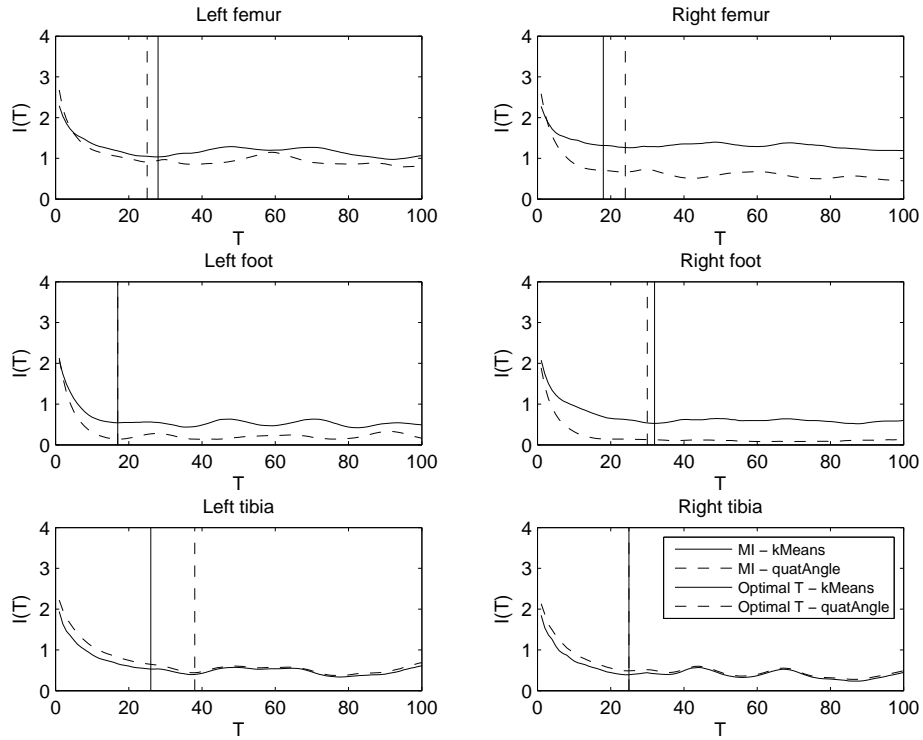 Left femur
4
3
2
1
0
I(T)
0 20 40 60 80 100
T
Right femur
4
3
2
1
0
I(T)
0 20 40 60 80 100
T
Left foot
4
3
2
1
0
I(T)
0 20 40 60 80 100
T
Right foot
4
3
2
1
0
I(T)
0 20 40 60 80 100
T
Left tibia
4
3
2
1
0
I(T)
0 20 40 60 80 100
T
Right tibia
4
3
2
1
0
I(T)
0 20 40 60 80 100
T
MI − kMeans
MI − quatAngle
Optimal T − kMeans
Optimal T − quatAngle